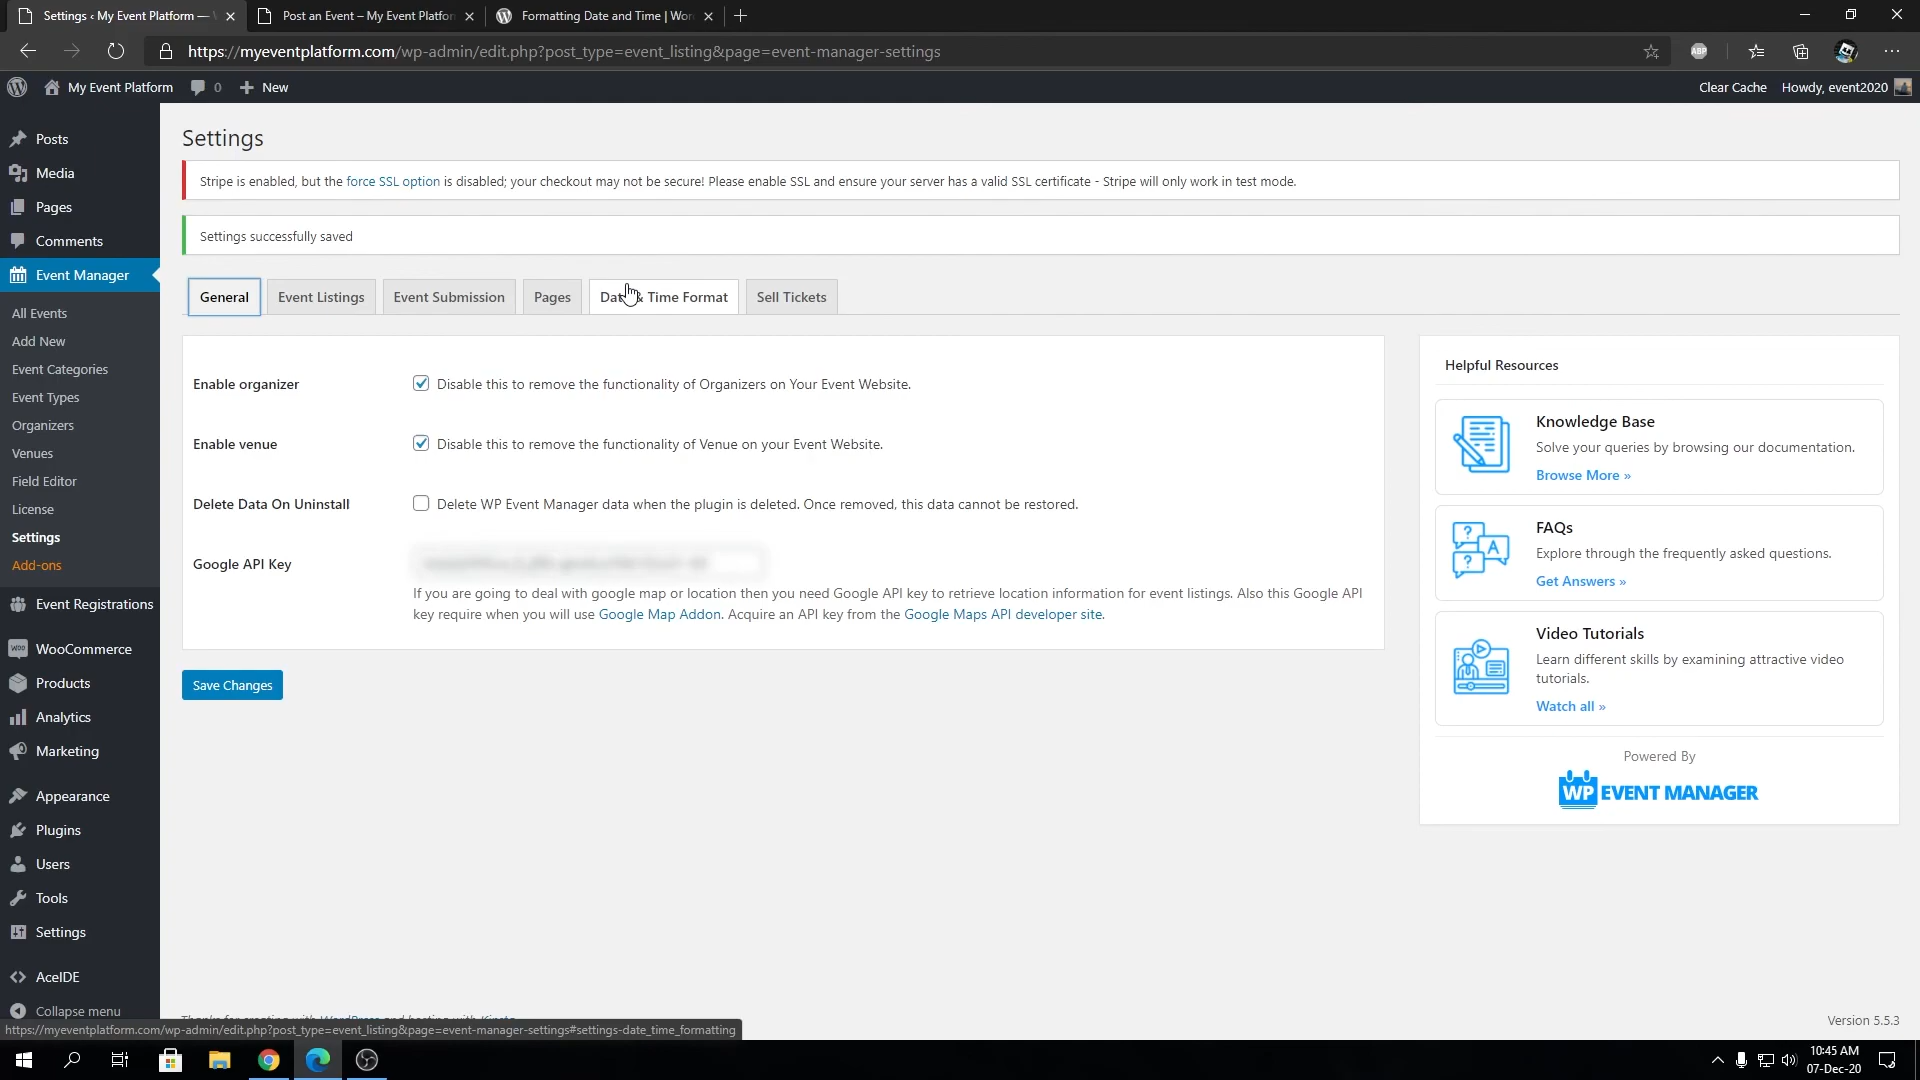 Settings ‹ My Event Platform —
Post an Event – My Event Platfor
Formatting Date and Time | Wor
https://myeventplatform.com/wp-admin/edit.php?post_type=event_listing&page=event-manager-settings
ABP
My Event Platform
0
New
Clear Cache
Howdy, event2020
Posts
Media
Pages
Comments
Event Manager
All Events
Add New
Event Categories
Event Types
Organizers
Venues
Field Editor
License
Settings
Add-ons
Event Registrations
WooCommerce
Products
Analytics
Marketing
Appearance
Plugins
Users
Tools
Settings
AceIDE
Collapse menu
Settings
Stripe is enabled, but the force SSL option is disabled; your checkout may not be secure! Please enable SSL and ensure your server has a valid SSL certificate - Stripe will only work in test mode.
Settings successfully saved
General
Event Listings
Event Submission
Pages
Date & Time Format
Sell Tickets
Enable organizer
Disable this to remove the functionality of Organizers on Your Event Website.
Enable venue
Disable this to remove the functionality of Venue on your Event Website.
Delete Data On Uninstall
Delete WP Event Manager data when the plugin is deleted. Once removed, this data cannot be restored.
Google API Key
If you are going to deal with google map or location then you need Google API key to retrieve location information for event listings. Also this Google API
key require when you will use Google Map Addon. Acquire an API key from the Google Maps API developer site.
Save Changes
Helpful Resources
Knowledge Base
Solve your queries by browsing our documentation.
Browse More »
FAQs
Explore through the frequently asked questions.
Get Answers »
Video Tutorials
Learn different skills by examining attractive video
tutorials.
Watch all »
Powered By
WP EVENT MANAGER
Thanks for creating with WordPress and hosting with Kinsta
Version 5.5.3
https://myeventplatform.com/wp-admin/edit.php?post_type=event_listing&page=event-manager-settings#settings-date_time_formatting
10:45 AM
07-Dec-20